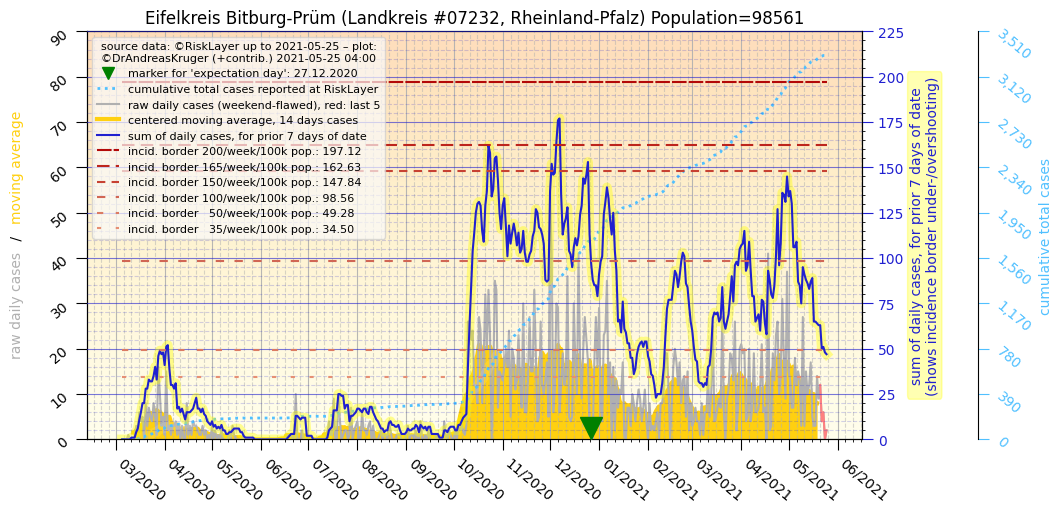 Eifelkreis Bitburg-Prüm (Landkreis #07232, Rheinland-Pfalz) Population=98561
source data: ©RiskLayer up to 2021-05-25 – plot:
©DrAndreasKruger (+contrib.) 2021-05-25 04:00
marker for 'expectation day': 27.12.2020
cumulative total cases reported at RiskLayer
raw daily cases (weekend-flawed), red: last 5
centered moving average, 14 days cases
sum of daily cases, for prior 7 days of date
incid. border 200/week/100k pop.: 197.12
incid. border 165/week/100k pop.: 162.63
incid. border 150/week/100k pop.: 147.84
incid. border 100/week/100k pop.: 98.56
incid. border 50/week/100k pop.: 49.28
incid. border 35/week/100k pop.: 34.50
raw daily cases / moving average
90
80
70
60
50
40
30
20
10
0
03/2020
04/2020
05/2020
06/2020
07/2020
08/2020
09/2020
10/2020
11/2020
12/2020
01/2021
02/2021
03/2021
04/2021
05/2021
06/2021
225
200
175
150
125
100
75
50
25
0
sum of daily cases, for prior 7 days of date
(shows incidence border under-/overshooting)
3,510
3,120
2,730
2,340
1,950
1,560
1,170
780
390
0
cumulative total cases